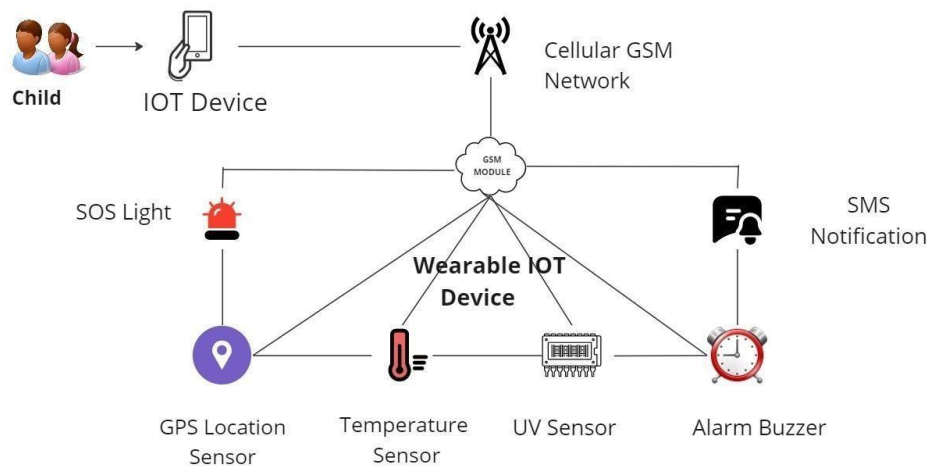 Child
IOT Device
Cellular GSM
Network
GSM
MODULE
SOS Light
SMS
Notification
Wearable IOT
Device
GPS Location
Sensor
Temperature
Sensor
UV Sensor
Alarm Buzzer